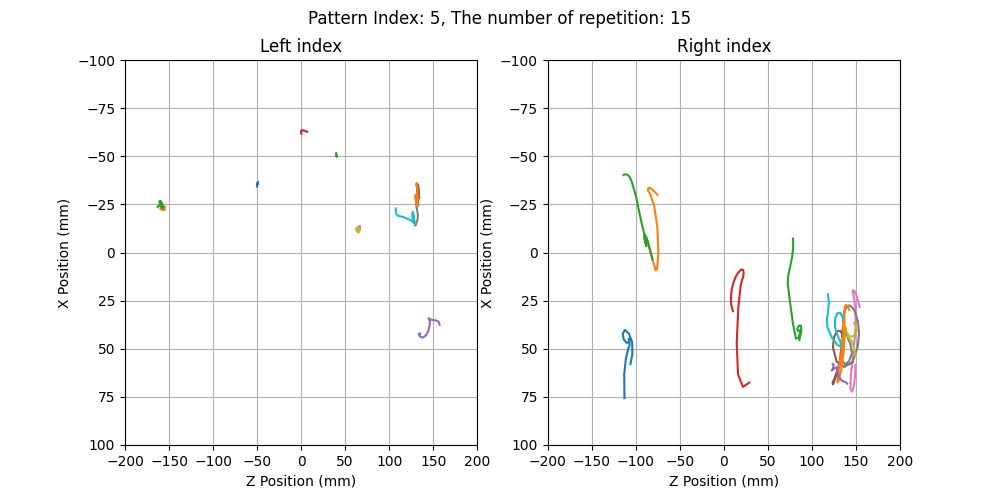 Pattern Index: 5, The number of repetition: 15
Left index
Right index
−100
−75
−50
−25
0
25
50
75
100
−200 −150 −100 −50 0 50 100 150 200
X Position (mm)
Z Position (mm)
−100
−75
−50
−25
0
25
50
75
100
−200 −150 −100 −50 0 50 100 150 200
X Position (mm)
Z Position (mm)